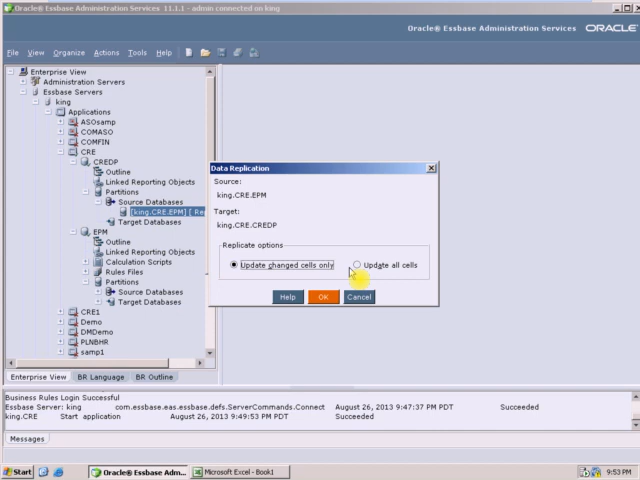 Oracle® Essbase Administration Services 11.1.1 - admin connected on king
Oracle® Essbase Administration Services ORACLE
File View Organize Actions Tools Help
Enterprise View
Administration Servers
Essbase Servers
king
Applications
ASOsamp
COMASO
COMFIN
CRE
CREDP
Outline
Linked Reporting Objects
Partitions
Source Databases
[king.CRE.EPM] [ Re
Target Databases
EPM
Outline
Linked Reporting Objects
Calculation Scripts
Rules Files
Partitions
Source Databases
Target Databases
CRE1
Demo
DMDemo
PLNBHR
samp1
Data Replication
Source:
king.CRE.EPM
Target:
king.CRE.CREDP
Replicate options
Update changed cells only Update all cells
Help OK Cancel
Enterprise View BR Language BR Outline
Business Rules Login Successful
Essbase Server: king com.essbase.eas.essbase.defs.ServerCommands.Connect August 26, 2013 9:47:37 PM PDT Succeeded
king.CRE Start application August 26, 2013 9:49:53 PM PDT Succeeded
Messages
Start Oracle® Essbase Adm... Microsoft Excel - Book1 9:53 PM